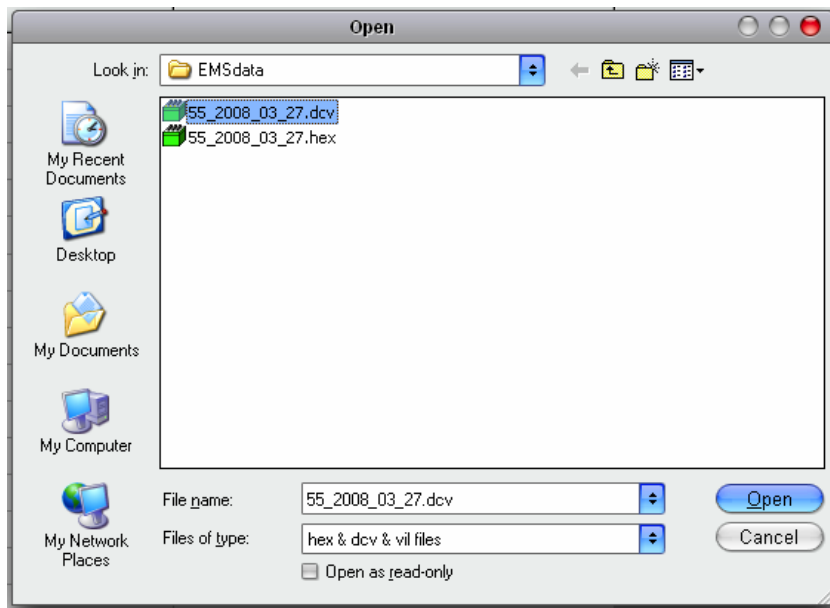 Open
Look in:
EMSdata
55_2008_03_27.dcv
55_2008_03_27.hex
My Recent
Documents
Desktop
My Documents
My Computer
My Network
Places
File name:
55_2008_03_27.dcv
Open
Files of type:
hex & dcv & vil files
Cancel
Open as read-only